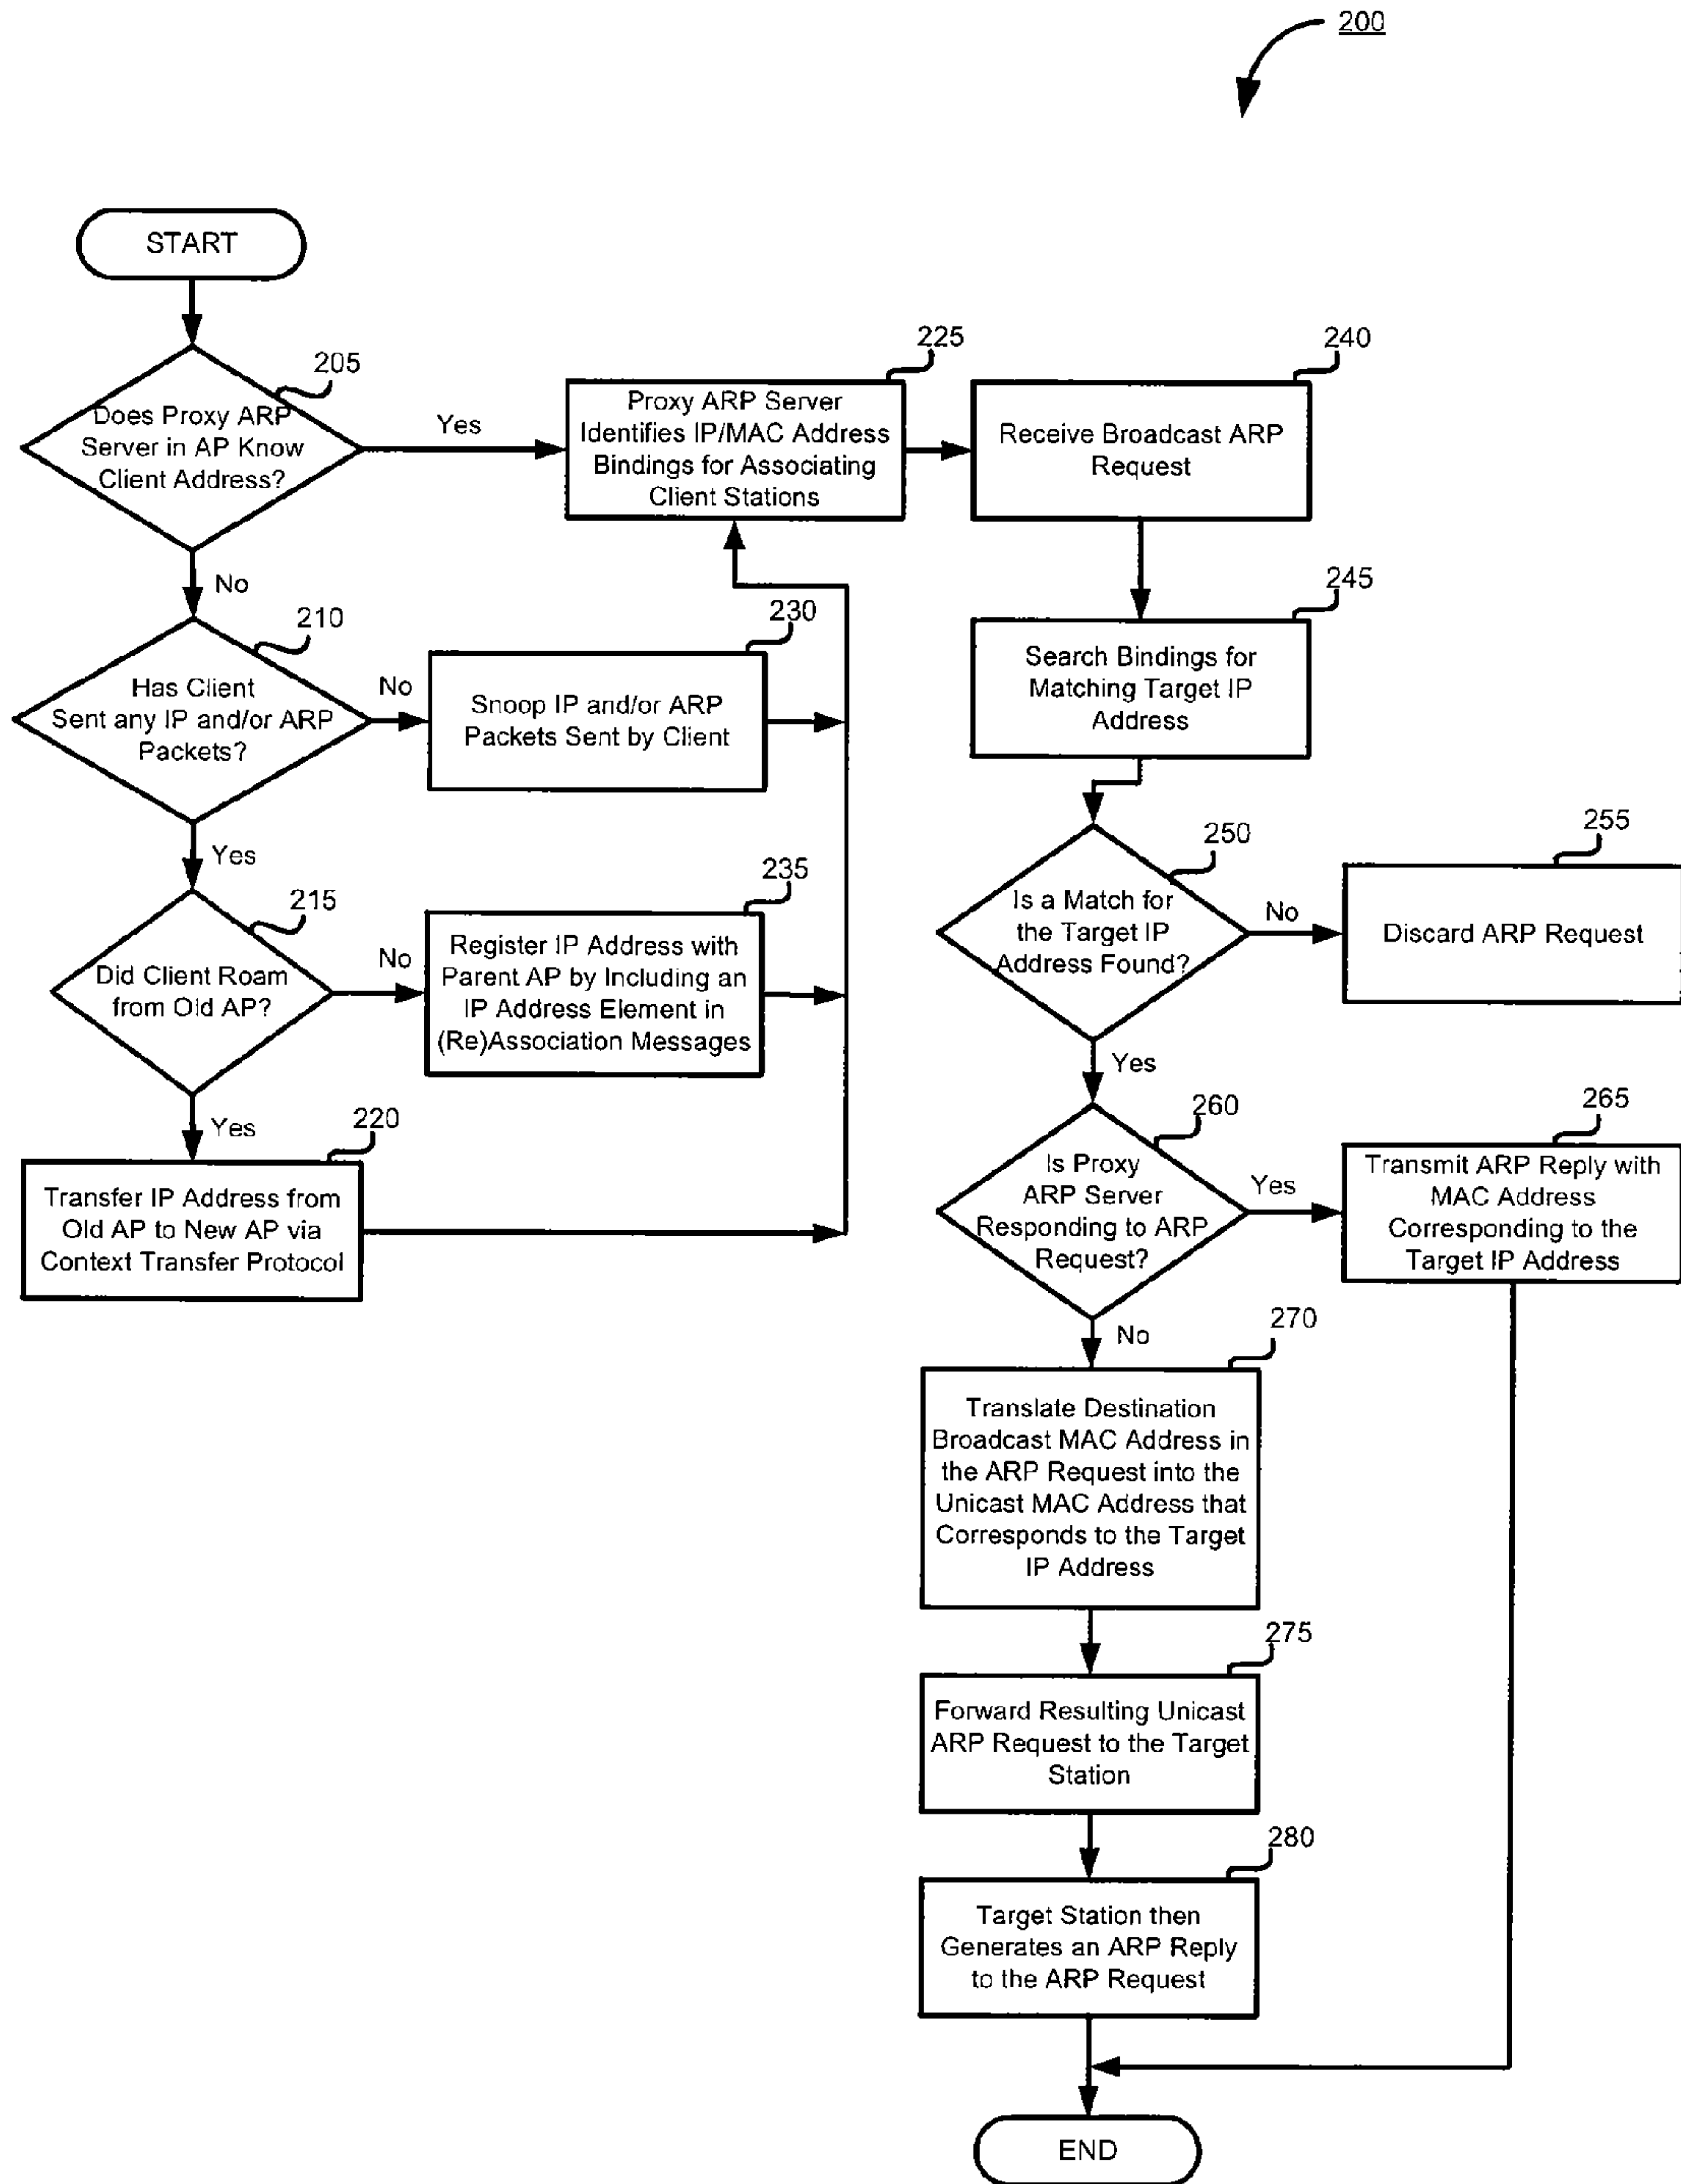 200
START
205
Does Proxy ARP
Server in AP Know
Client Address?
Yes
No
225
Proxy ARP Server
Identifies IP/MAC Address
Bindings for Associating
Client Stations
240
Receive Broadcast ARP
Request
210
Has Client
Sent any IP and/or ARP
Packets?
No
Yes
230
Snoop IP and/or ARP
Packets Sent by Client
245
Search Bindings for
Matching Target IP
Address
215
Did Client Roam
from Old AP?
No
Yes
235
Register IP Address with
Parent AP by Including an
IP Address Element in
(Re)Association Messages
220
Transfer IP Address from
Old AP to New AP via
Context Transfer Protocol
250
Is a Match for
the Target IP
Address Found?
No
Yes
255
Discard ARP Request
260
Is Proxy
ARP Server
Responding to ARP
Request?
Yes
No
265
Transmit ARP Reply with
MAC Address
Corresponding to the
Target IP Address
270
Translate Destination
Broadcast MAC Address in
the ARP Request into the
Unicast MAC Address that
Corresponds to the Target
IP Address
275
Forward Resulting Unicast
ARP Request to the Target
Station
280
Target Station then
Generates an ARP Reply
to the ARP Request
END